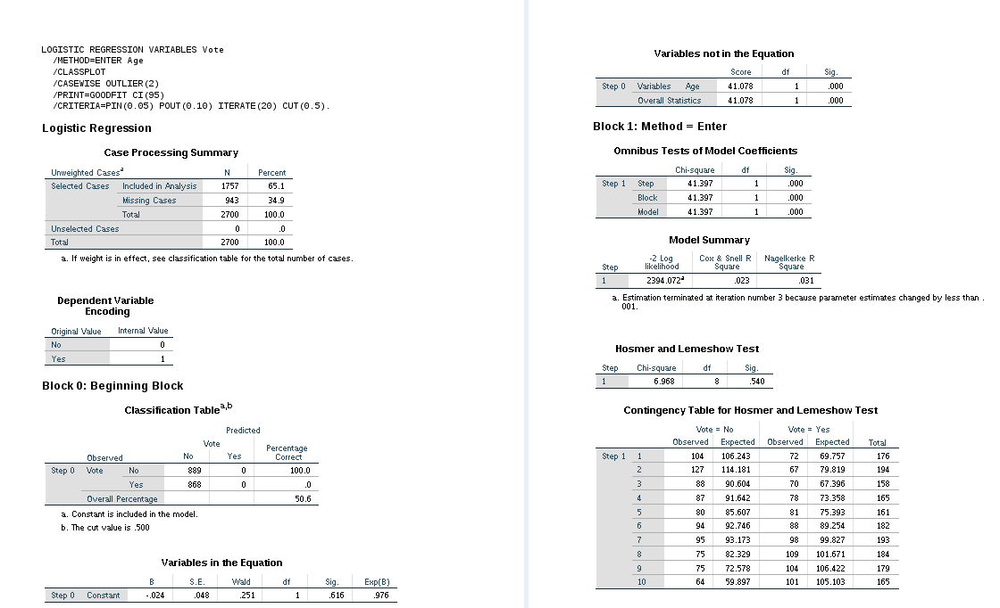 LOGISTIC REGRESSION VARIABLES Vote
/METHOD=ENTER Age
/CLASSPLOT
/CASEWISE OUTLIER(2)
/PRINT=GOODFIT CI(95)
/CRITERIA=PIN(0.05) POUT(0.10) ITERATE(20) CUT(0.5).
Logistic Regression
Case Processing Summary
Unweighted Cases a N Percent
Selected Cases Included in Analysis 1757 65.1
Missing Cases 943 34.9
Total 2700 100.0
Unselected Cases 0 .0
Total 2700 100.0
a. If weight is in effect, see classification table for the total number of cases.
Dependent Variable
Encoding
Original Value Internal Value
No 0
Yes 1
Block 0: Beginning Block
Classification Table a,b
Predicted
Vote Percentage
Observed No Yes Correct
Step 0 Vote No 889 0 100.0
Yes 868 0 .0
Overall Percentage 50.6
a. Constant is included in the model.
b. The cut value is .500
Variables in the Equation
B S.E. Wald df Sig. Exp(B)
Step 0 Constant -.024 .048 .251 1 .616 .976
Variables not in the Equation
Score df Sig.
Step 0 Variables Age 41.078 1 .000
Overall Statistics 41.078 1 .000
Block 1: Method = Enter
Omnibus Tests of Model Coefficients
Chi-square df Sig.
Step 1 Step 41.397 1 .000
Block 41.397 1 .000
Model 41.397 1 .000
Model Summary
-2 Log Cox & Snell R Nagelkerke R
Step likelihood Square Square
1 2394.072a .023 .031
a. Estimation terminated at iteration number 3 because parameter estimates changed by less than .
001.
Hosmer and Lemeshow Test
Step Chi-square df Sig.
1 6.968 8 .540
Contingency Table for Hosmer and Lemeshow Test
Vote = No Vote = Yes
Observed Expected Observed Expected Total
Step 1 1 104 106.243 72 69.757 176
2 127 114.181 67 79.819 194
3 88 90.604 70 67.396 158
4 87 91.642 78 73.358 165
5 80 85.607 81 75.393 161
6 94 92.746 88 89.254 182
7 95 93.173 98 99.827 193
8 75 82.329 109 101.671 184
9 75 72.578 104 106.422 179
10 64 59.897 101 105.103 165